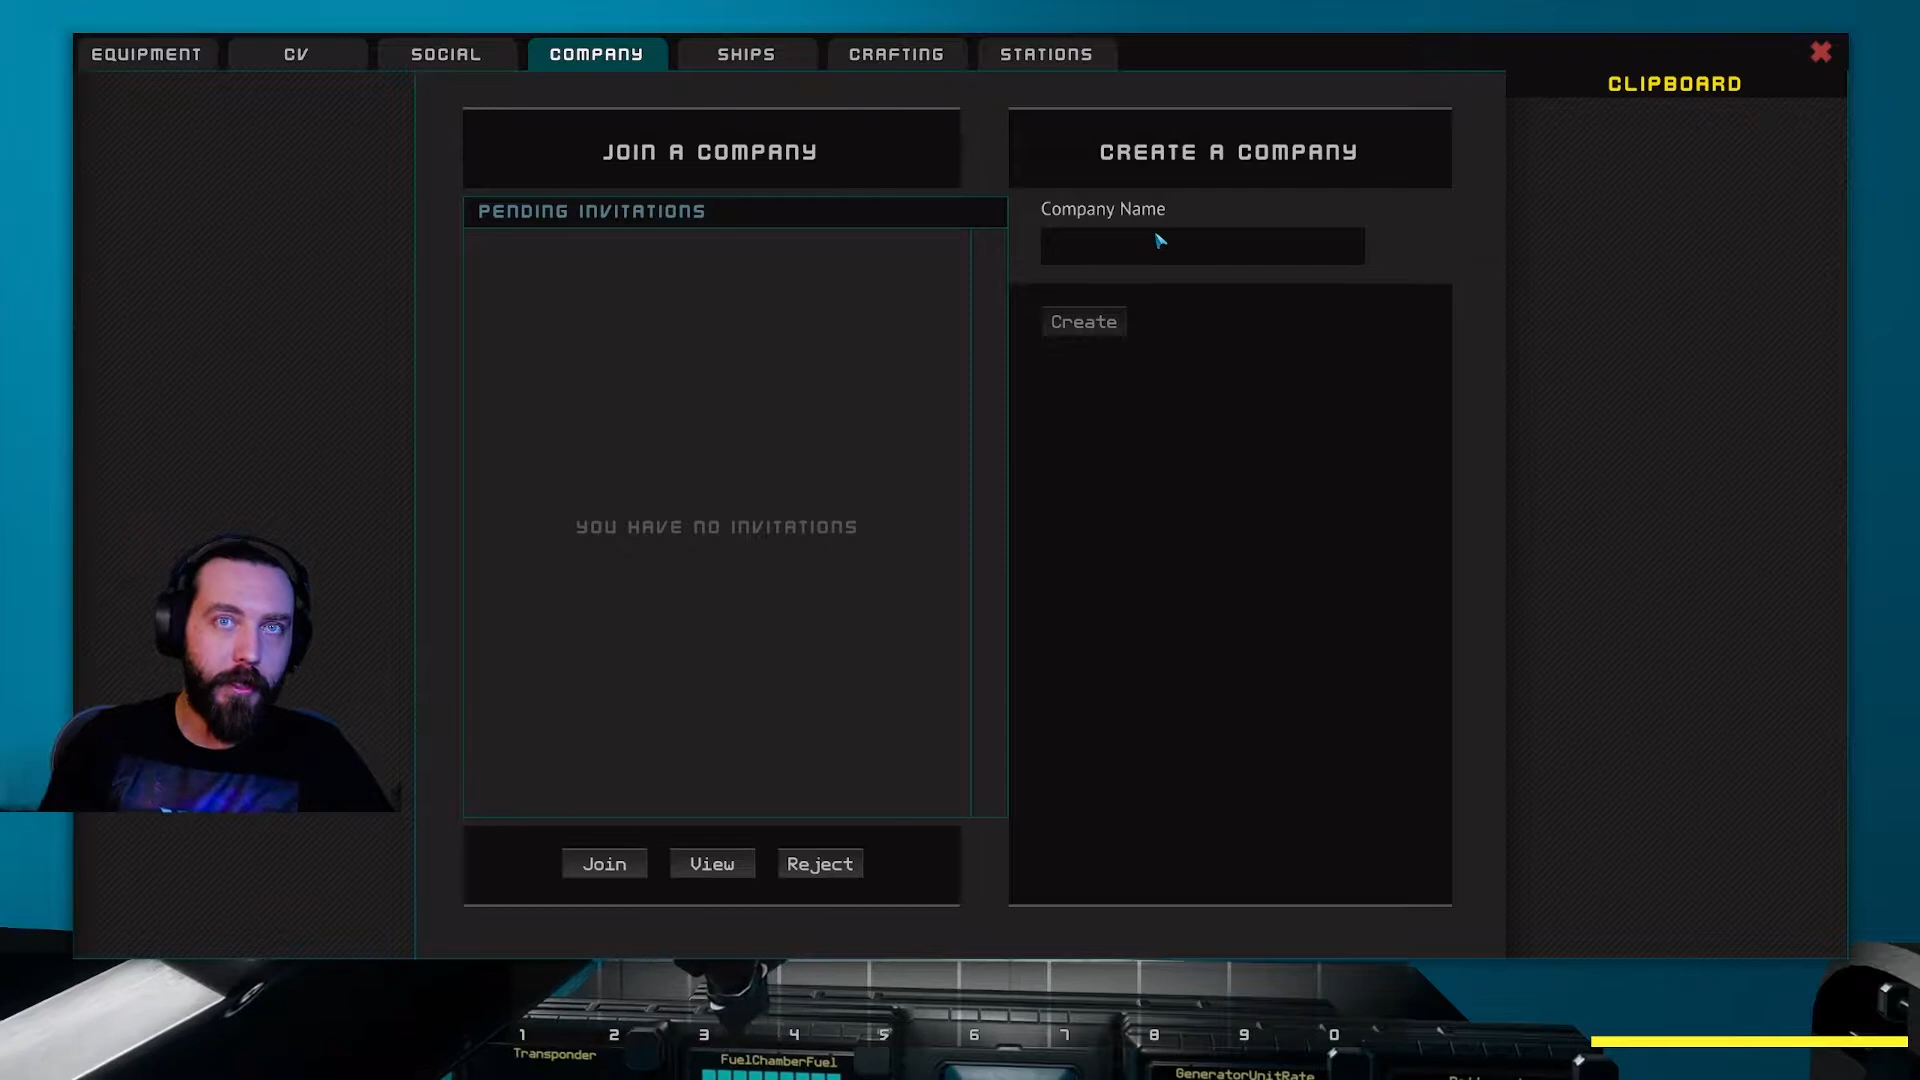 EQUIPMENT
CV
SOCIAL
COMPANY
SHIPS
CRAFTING
STATIONS
CLIPBOARD
JOIN A COMPANY
CREATE A COMPANY
PENDING INVITATIONS
Company Name
Create
YOU HAVE NO INVITATIONS
Join
View
Reject
1 2 3 4 5 6 7 8 9 0
Transponder
FuelChamberFuel
GeneratorUnitRate